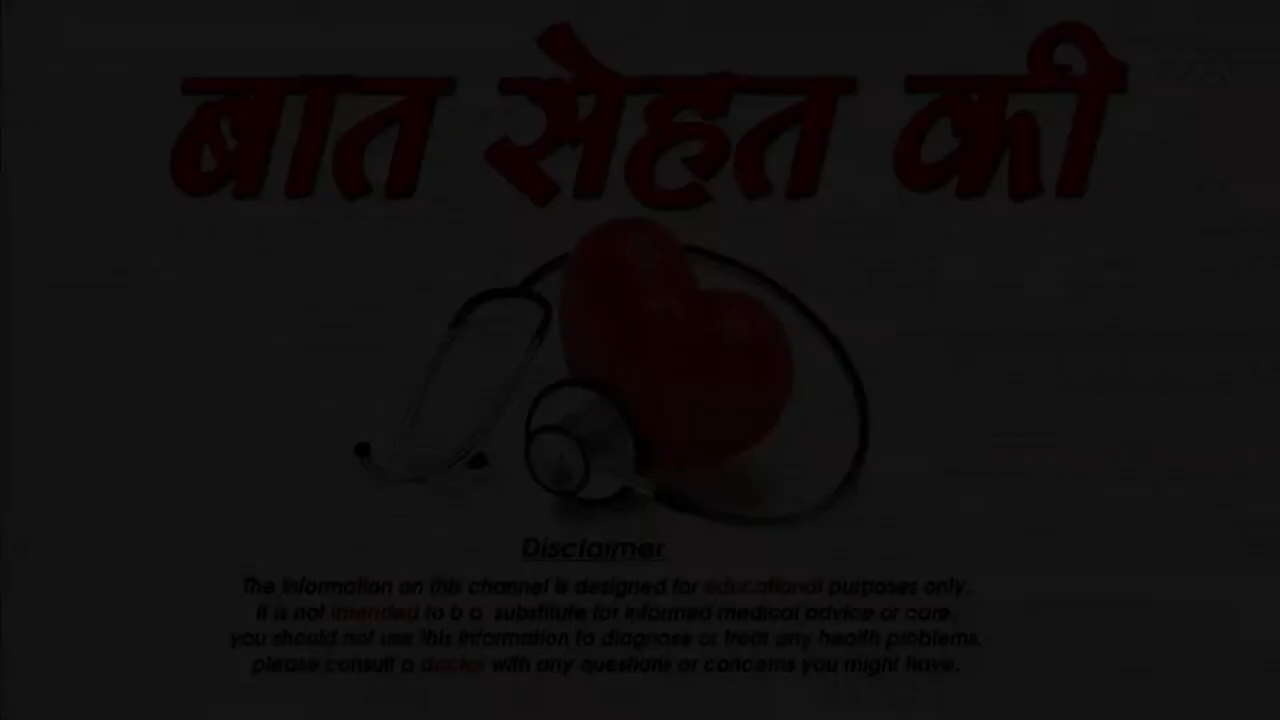 बात सेहत की
Disclaimer
The information on this channel is designed for educational purposes only.
it is not intended to b a substitute for informed medical advice or care.
you should not use this information to diagnose or treat any health problems.
please consult a doctor with any questions or concerns you might have.